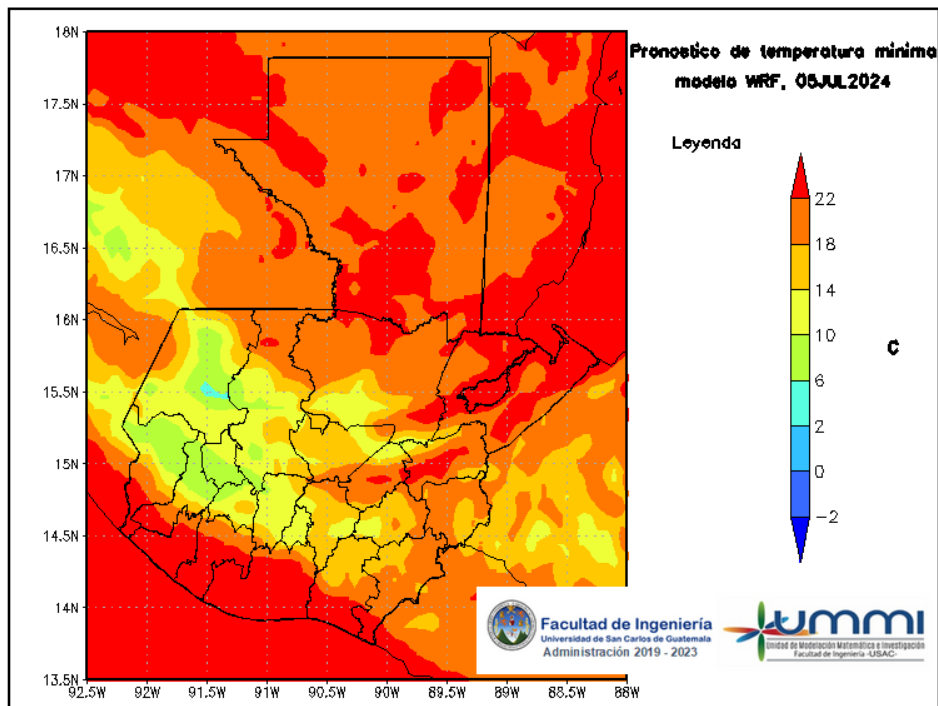 Pronostico de temperatura minima
modelo WRF, 05JUL2024
Leyenda
22
18
14
10
6
2
0
−2
C
18N
17.5N
17N
16.5N
16N
15.5N
15N
14.5N
14N
13.5N
92.5W 92W 91.5W 91W 90.5W 90W 89.5W 89W 88.5W 88W
Facultad de Ingeniería
Universidad de San Carlos de Guatemala
Administración 2019 - 2023
ummi
Unidad de Modelación Matemática e Investigación
Facultad de Ingeniería -USAC-